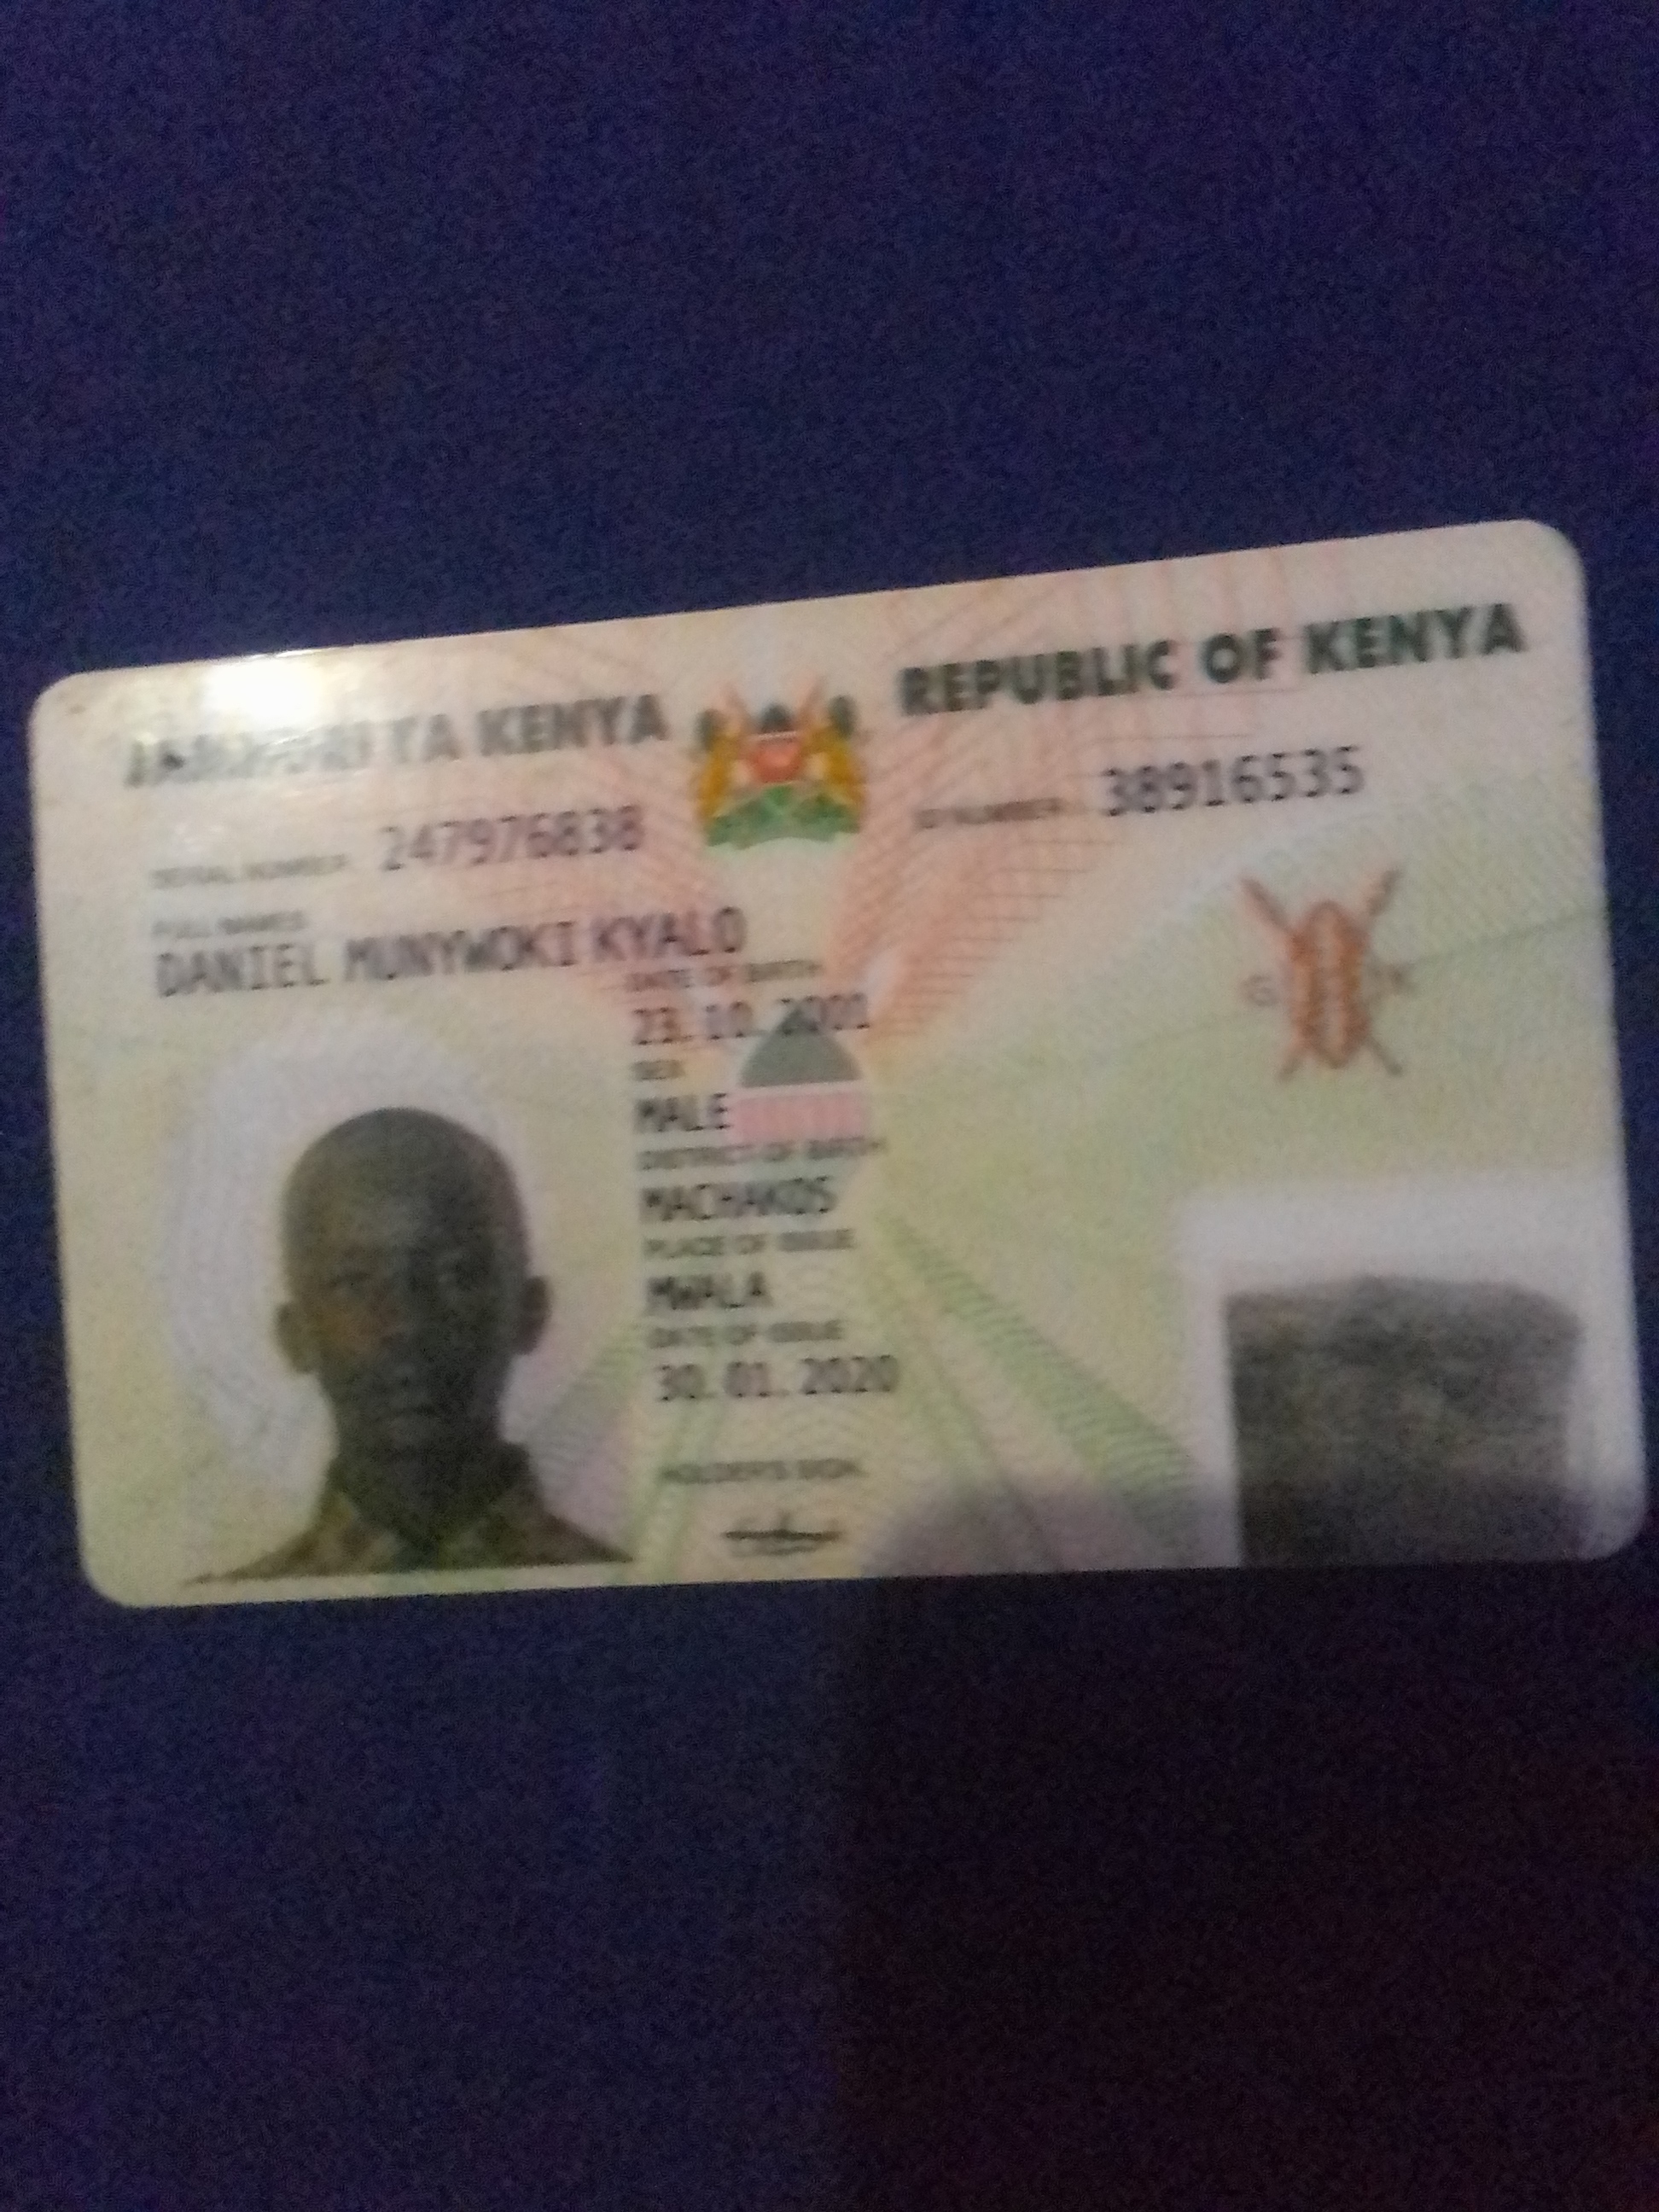 JAMHURI YA KENYA
REPUBLIC OF KENYA
SERIAL NUMBER: 247976838
ID NUMBER: 38916535
FULL NAMES
DANIEL MUNYWOKI KYALO
DATE OF BIRTH
23.10.2001
SEX
MALE
DISTRICT OF BIRTH
MACHAKOS
PLACE OF ISSUE
MWALA
DATE OF ISSUE
30.01.2020
HOLDER'S SIGN.
G K